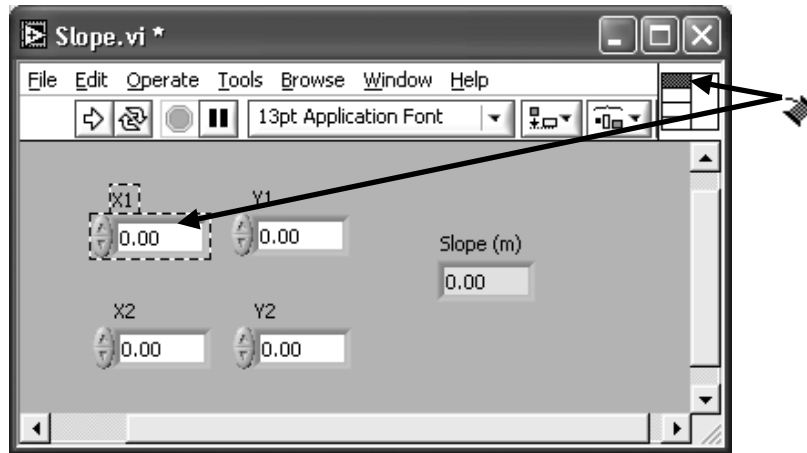 Slope.vi *
File Edit Operate Tools Browse Window Help
13pt Application Font
X1 Y1
0.00 0.00
Slope (m)
0.00
X2 Y2
0.00 0.00